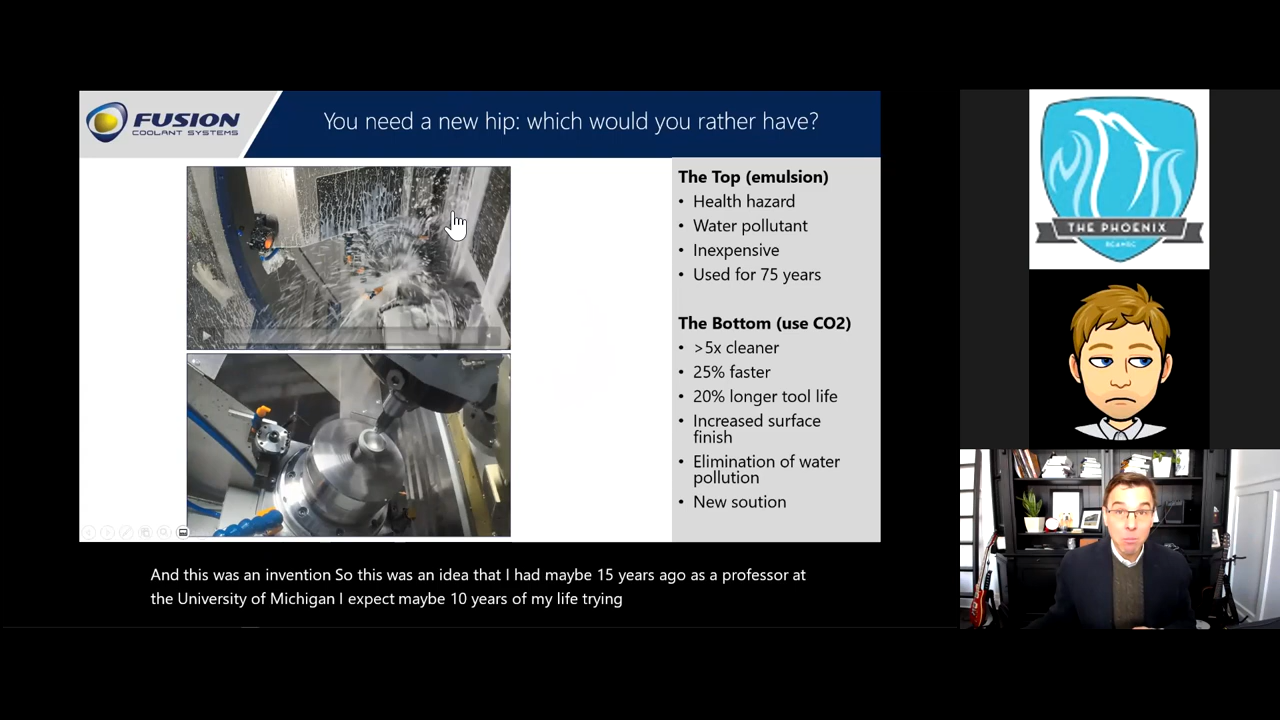 FUSION
COOLANT SYSTEMS
You need a new hip: which would you rather have?
The Top (emulsion)
• Health hazard
• Water pollutant
• Inexpensive
• Used for 75 years
The Bottom (use CO2)
• >5x cleaner
• 25% faster
• 20% longer tool life
• Increased surface
finish
• Elimination of water
pollution
• New soution
And this was an invention So this was an idea that I had maybe 15 years ago as a professor at
the University of Michigan I expect maybe 10 years of my life trying
THE PHOENIX